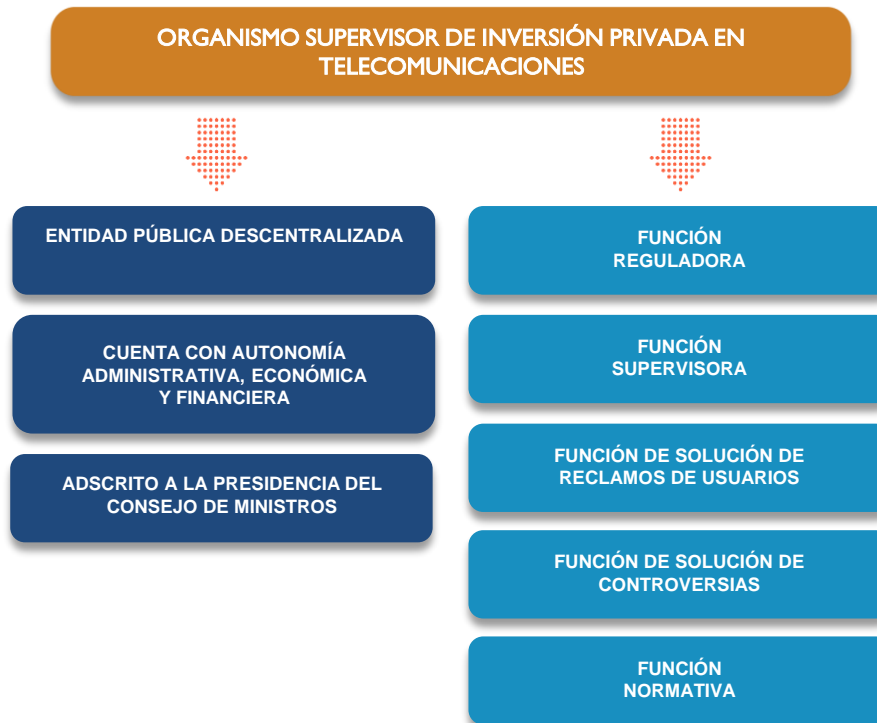 ORGANISMO SUPERVISOR DE INVERSIÓN PRIVADA EN
TELECOMUNICACIONES
ENTIDAD PÚBLICA DESCENTRALIZADA
CUENTA CON AUTONOMÍA
ADMINISTRATIVA, ECONÓMICA
Y FINANCIERA
ADSCRITO A LA PRESIDENCIA DEL
CONSEJO DE MINISTROS
FUNCIÓN
REGULADORA
FUNCIÓN
SUPERVISORA
FUNCIÓN DE SOLUCIÓN DE
RECLAMOS DE USUARIOS
FUNCIÓN DE SOLUCIÓN DE
CONTROVERSIAS
FUNCIÓN
NORMATIVA